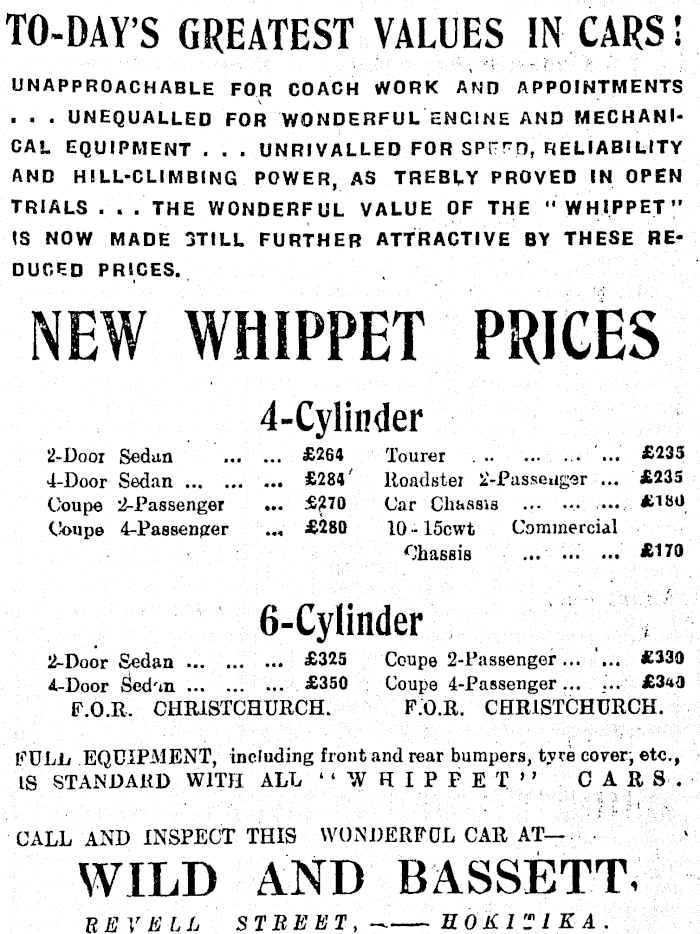 TO-DAY'S GREATEST VALUES IN CARS!
UNAPPROACHABLE FOR COACH WORK AND APPOINTMENTS
. . . UNEQUALLED FOR WONDERFUL ENGINE AND MECHANI-
CAL EQUIPMENT . . . UNRIVALLED FOR SPEED, RELIABILITY
AND HILL-CLIMBING POWER, AS TREBLY PROVED IN OPEN
TRIALS . . . THE WONDERFUL VALUE OF THE "WHIPPET"
IS NOW MADE STILL FURTHER ATTRACTIVE BY THESE RE-
DUCED PRICES.
NEW WHIPPET PRICES
4-Cylinder
2-Door Sedan ... ... £264
4-Door Sedan ... ... £284
Coupe 2-Passenger ... £270
Coupe 4-Passenger ... £280
Tourer .. ... ... ... £235
Roadster 2-Passenger ... £235
Car Chassis ... ... ... £180
10-15cwt Commercial
Chassis ... ... ... £170
6-Cylinder
2-Door Sedan ... ... ... £325
4-Door Sedan ... ... ... £350
F.O.R. CHRISTCHURCH.
Coupe 2-Passenger ... ... £330
Coupe 4-Passenger ... ... £340
F.O.R. CHRISTCHURCH.
FULL EQUIPMENT, including front and rear bumpers, tyre cover, etc.,
IS STANDARD WITH ALL "WHIPPET" CARS.
CALL AND INSPECT THIS WONDERFUL CAR AT—
WILD AND BASSETT,
REVELL STREET, —— HOKITIKA.